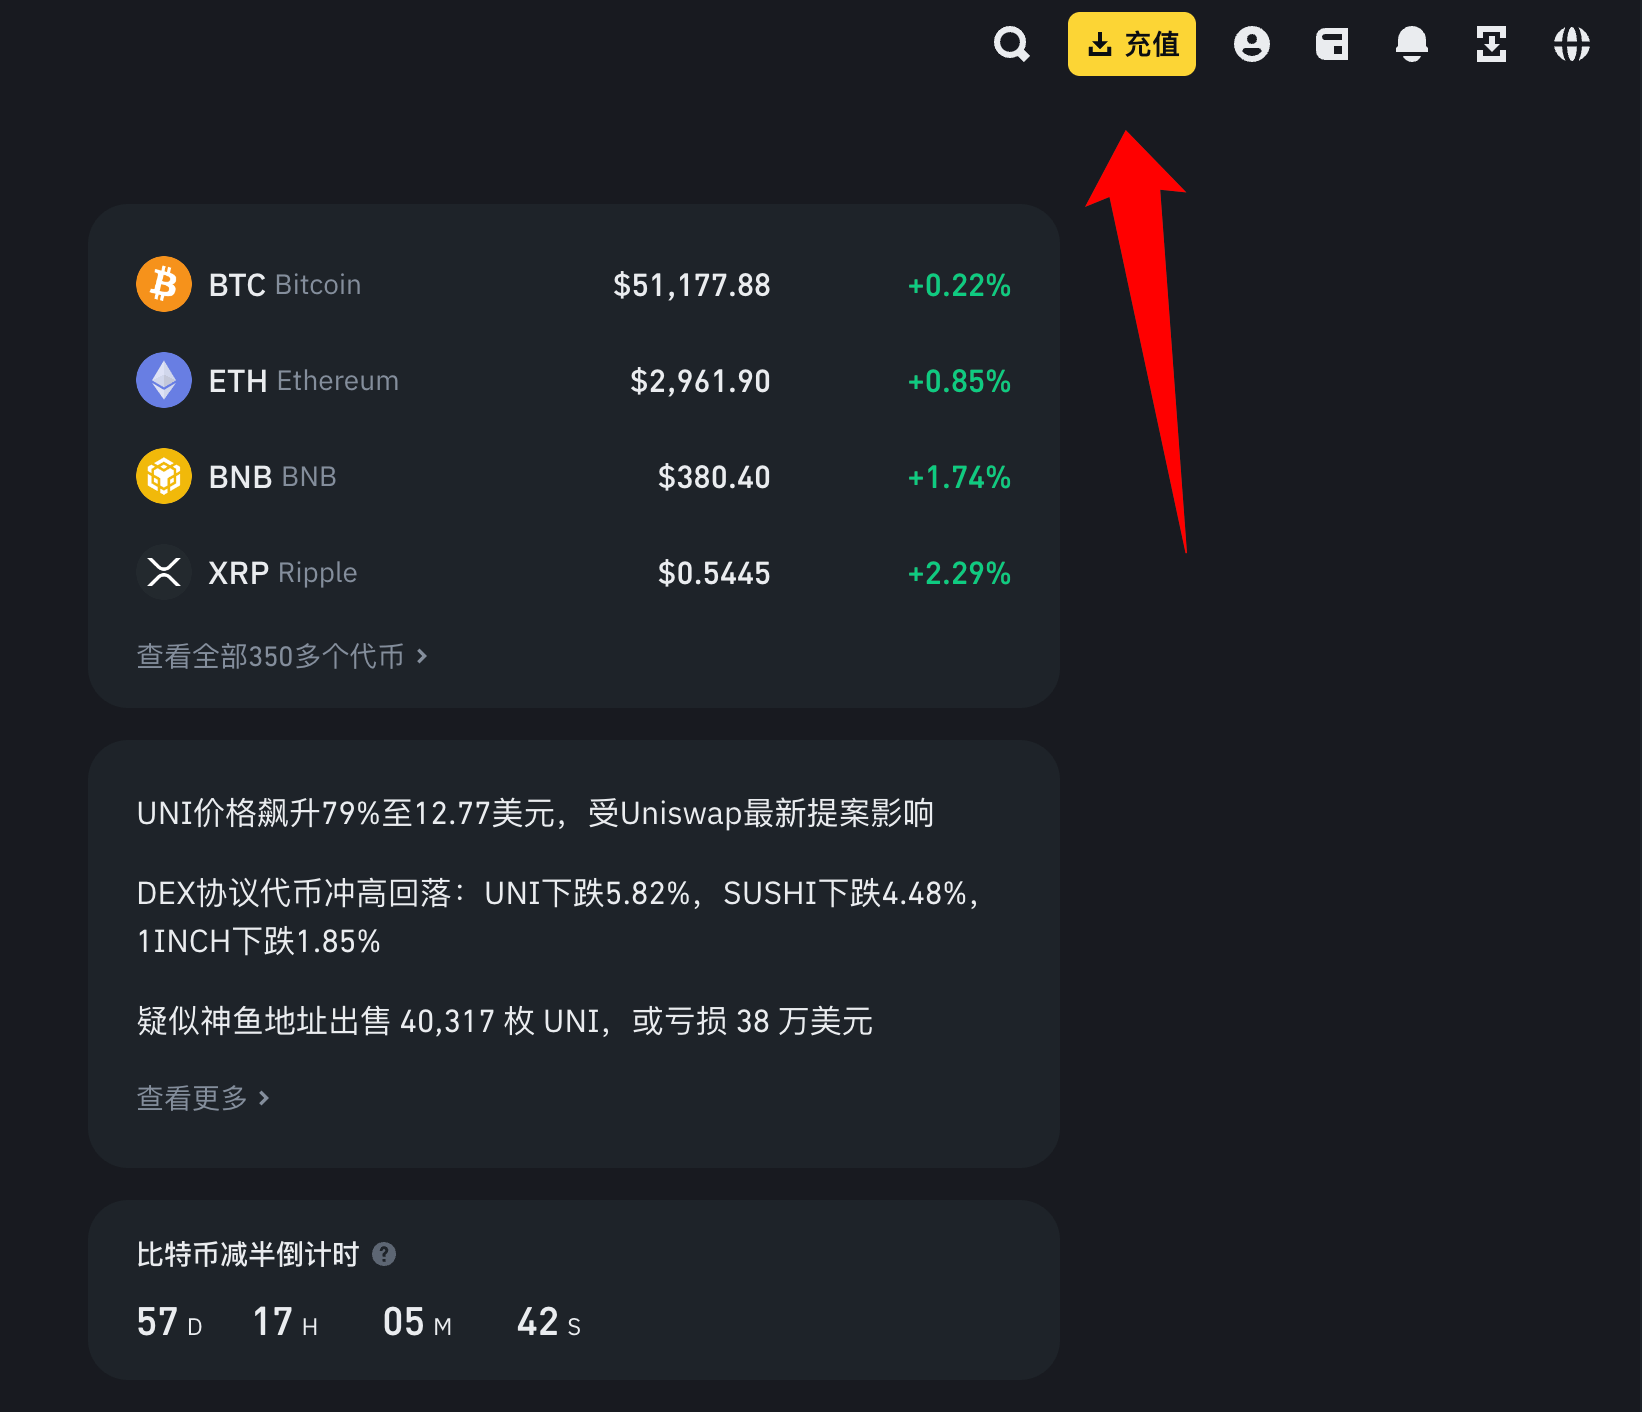 充值
BTC Bitcoin $51,177.88 +0.22%
ETH Ethereum $2,961.90 +0.85%
BNB BNB $380.40 +1.74%
XRP Ripple $0.5445 +2.29%
查看全部350多个代币
UNI价格飙升79%至12.77美元，受Uniswap最新提案影响
DEX协议代币冲高回落：UNI下跌5.82%，SUSHI下跌4.48%，
1INCH下跌1.85%
疑似神鱼地址出售 40,317 枚 UNI，或亏损 38 万美元
查看更多
比特币减半倒计时 ?
57 D 17 H 05 M 42 S